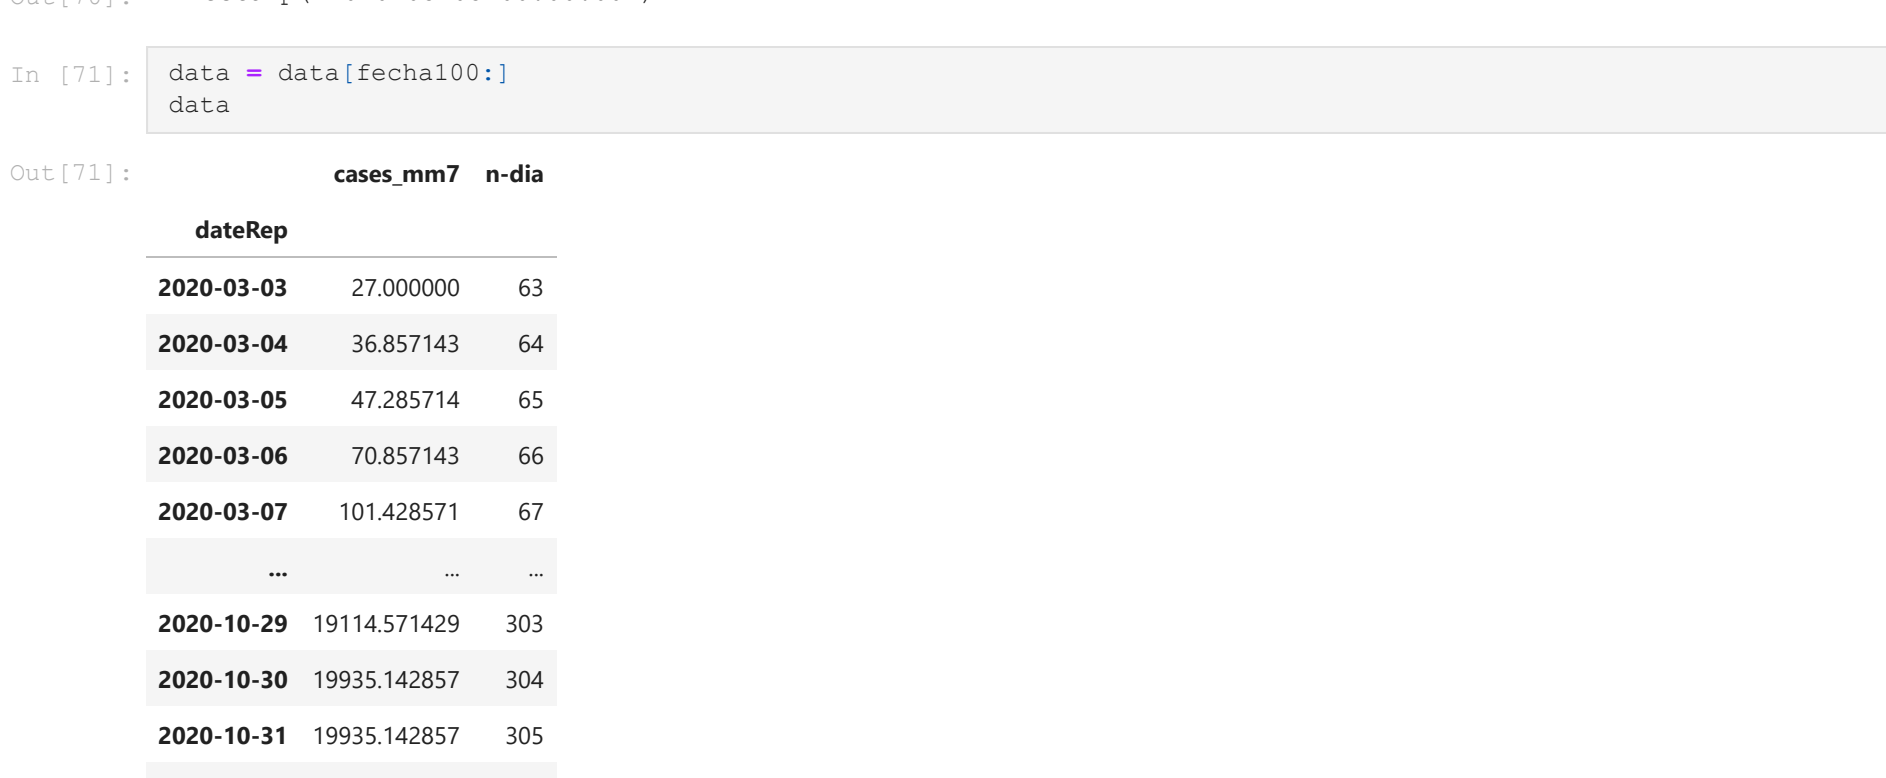 In [71]: data = data[fecha100:]
data
Out[71]: cases_mm7 n-dia
dateRep
2020-03-03 27.000000 63
2020-03-04 36.857143 64
2020-03-05 47.285714 65
2020-03-06 70.857143 66
2020-03-07 101.428571 67
... ... ...
2020-10-29 19114.571429 303
2020-10-30 19935.142857 304
2020-10-31 19935.142857 305